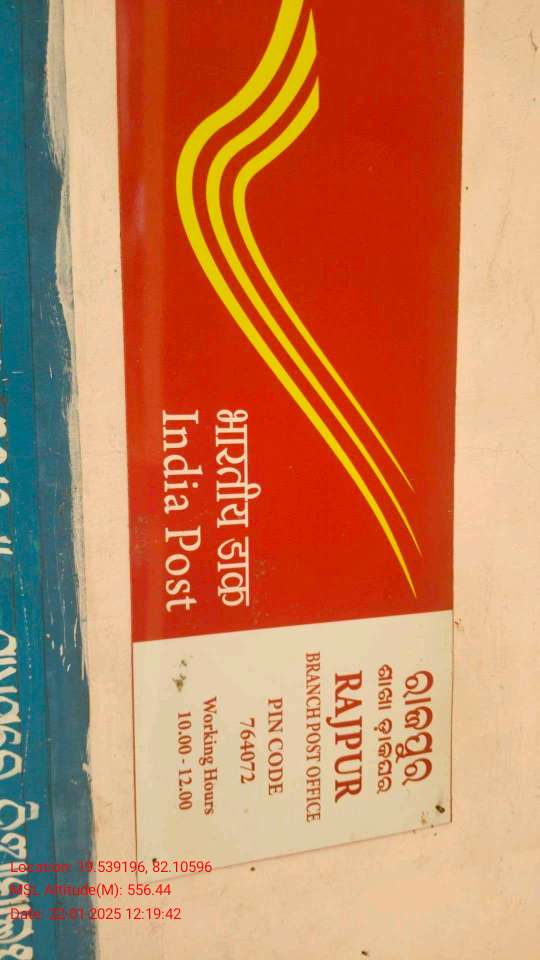 भारतीय डाक
India Post
ରାଜପୁର
ଶାଖା ଡ଼ାକଘର
RAJPUR
BRANCH POST OFFICE
PIN CODE
764072
Working Hours
10.00 - 12.00
Location: 19.539196, 82.10596
MSL Altitude(M): 556.44
Date: 22-01-2025 12:19:42